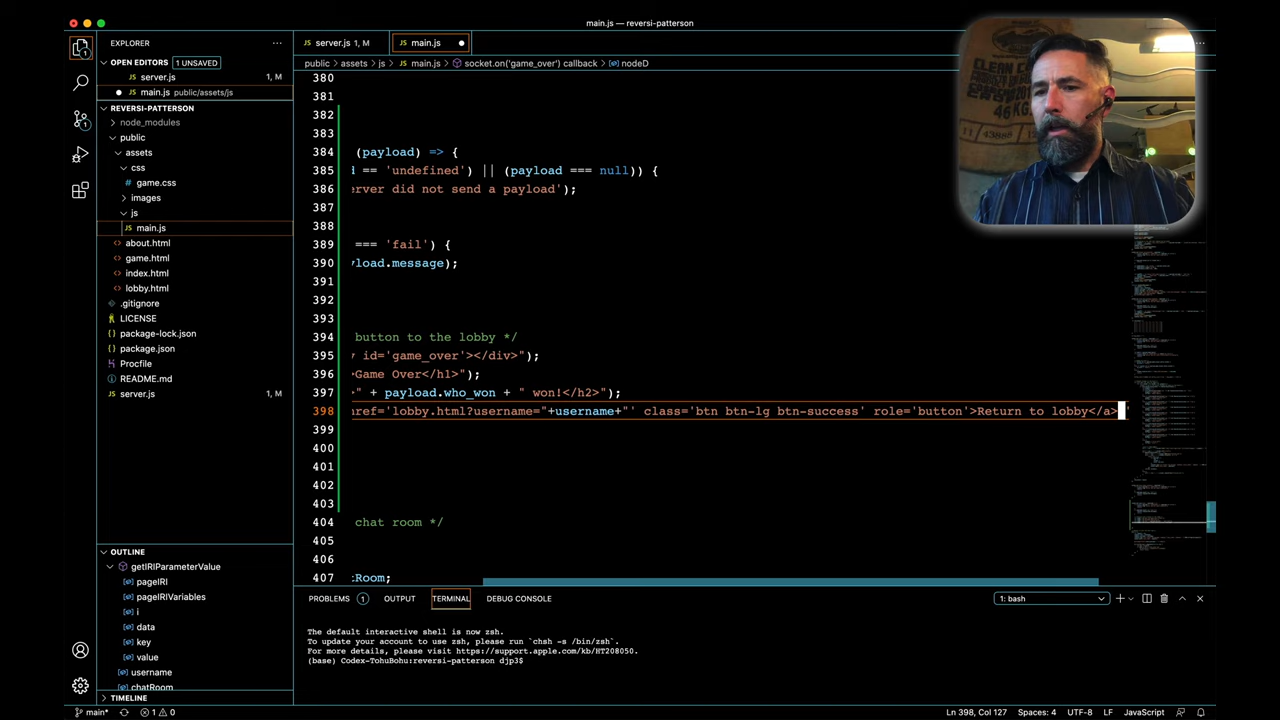 main.js — reversi-patterson
EXPLORER
OPEN EDITORS 1 UNSAVED
server.js 1, M
main.js public/assets/js
REVERSI-PATTERSON
node_modules
public
assets
css
game.css
images
js
main.js
about.html
game.html
index.html
lobby.html
.gitignore
LICENSE
package-lock.json
package.json
Procfile
README.md
server.js
OUTLINE
getIRIParameterValue
pageIRI
pageIRIVariables
i
data
key
value
username
chatRoom
TIMELINE
server.js 1, M
main.js
public > assets > js > main.js > socket.on('game_over') callback > nodeD
380
381
382
383
384 (payload) => {
385 d == 'undefined') || (payload === null)) {
386 erver did not send a payload');
387
388
389 === 'fail') {
390 yload.message);
391
392
393
394 button to the lobby */
395 v id='game_over'></div>");
396 Game Over</h1>");
397 >" + payload.who_won + " won!</h2>");
398 href='lobby.html?username="+username+"' class='btn btn-lg btn-success' role='button'>Return to lobby</a>"
399
400
401
402
403
404 chat room */
405
406
407 tRoom;
PROBLEMS 1 OUTPUT TERMINAL DEBUG CONSOLE 1: bash
The default interactive shell is now zsh.
To update your account to use zsh, please run `chsh -s /bin/zsh`.
For more details, please visit https://support.apple.com/kb/HT208050.
(base) Codex-TohuBohu:reversi-patterson djp3$
main* 1 0 Ln 398, Col 127 Spaces: 4 UTF-8 LF JavaScript